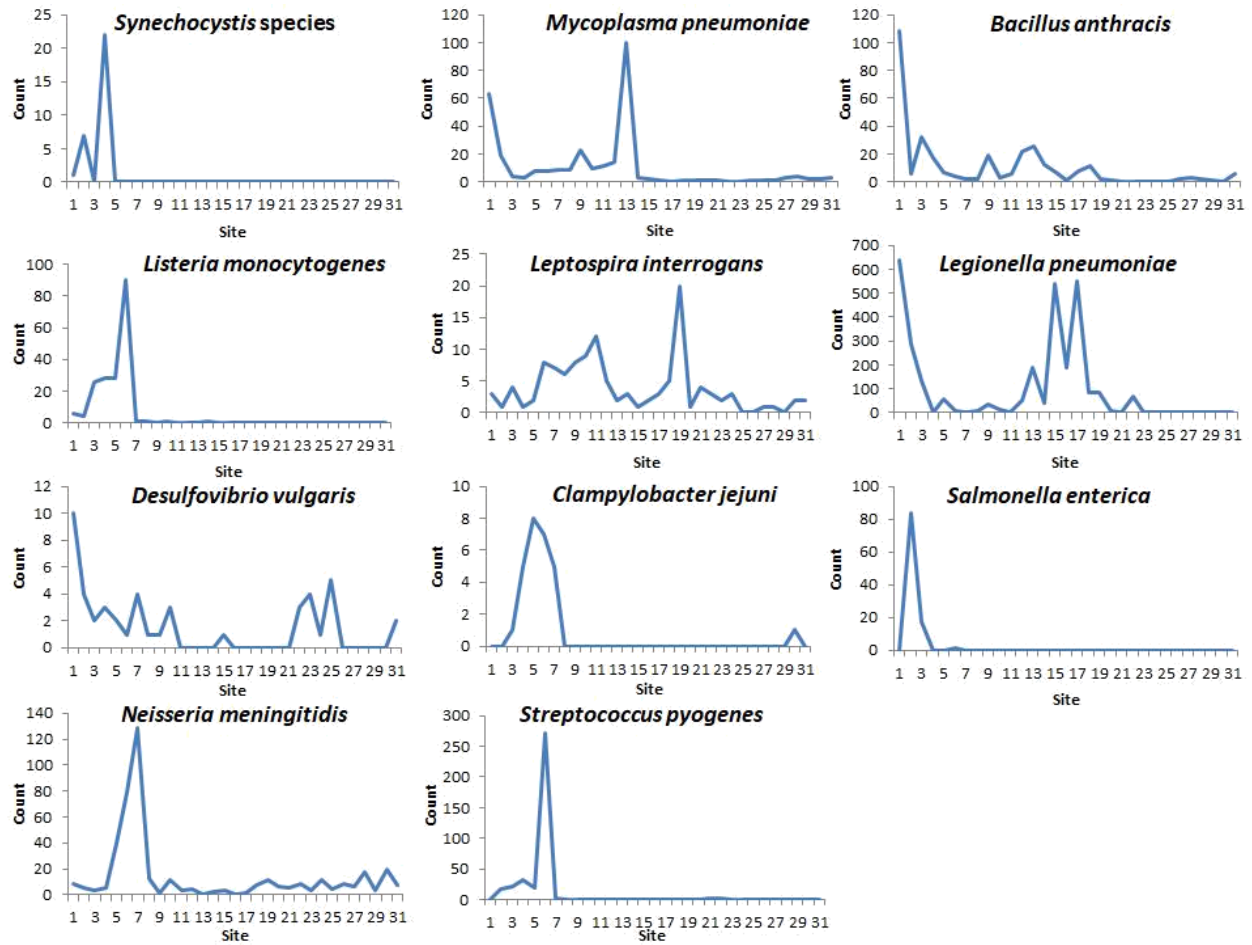 Synechocystis species
25
20
15
10
5
0
Count
1 3 5 7 9 11 13 15 17 19 21 23 25 27 29 31
Site
Mycoplasma pneumoniae
120
100
80
60
40
20
0
Count
1 3 5 7 9 11 13 15 17 19 21 23 25 27 29 31
Site
Bacillus anthracis
120
100
80
60
40
20
0
Count
1 3 5 7 9 11 13 15 17 19 21 23 25 27 29 31
Site
Listeria monocytogenes
100
80
60
40
20
0
Count
1 3 5 7 9 11 13 15 17 19 21 23 25 27 29 31
Site
Leptospira interrogans
25
20
15
10
5
0
Count
1 3 5 7 9 11 13 15 17 19 21 23 25 27 29 31
Site
Legionella pneumoniae
700
600
500
400
300
200
100
0
Count
1 3 5 7 9 11 13 15 17 19 21 23 25 27 29 31
Site
Desulfovibrio vulgaris
12
10
8
6
4
2
0
Count
1 3 5 7 9 11 13 15 17 19 21 23 25 27 29 31
Site
Clampylobacter jejuni
10
8
6
4
2
0
Count
1 3 5 7 9 11 13 15 17 19 21 23 25 27 29 31
Site
Salmonella enterica
100
80
60
40
20
0
Count
1 3 5 7 9 11 13 15 17 19 21 23 25 27 29 31
Site
Neisseria meningitidis
140
120
100
80
60
40
20
0
Count
1 3 5 7 9 11 13 15 17 19 21 23 25 27 29 31
Site
Streptococcus pyogenes
300
250
200
150
100
50
0
Count
1 3 5 7 9 11 13 15 17 19 21 23 25 27 29 31
Site